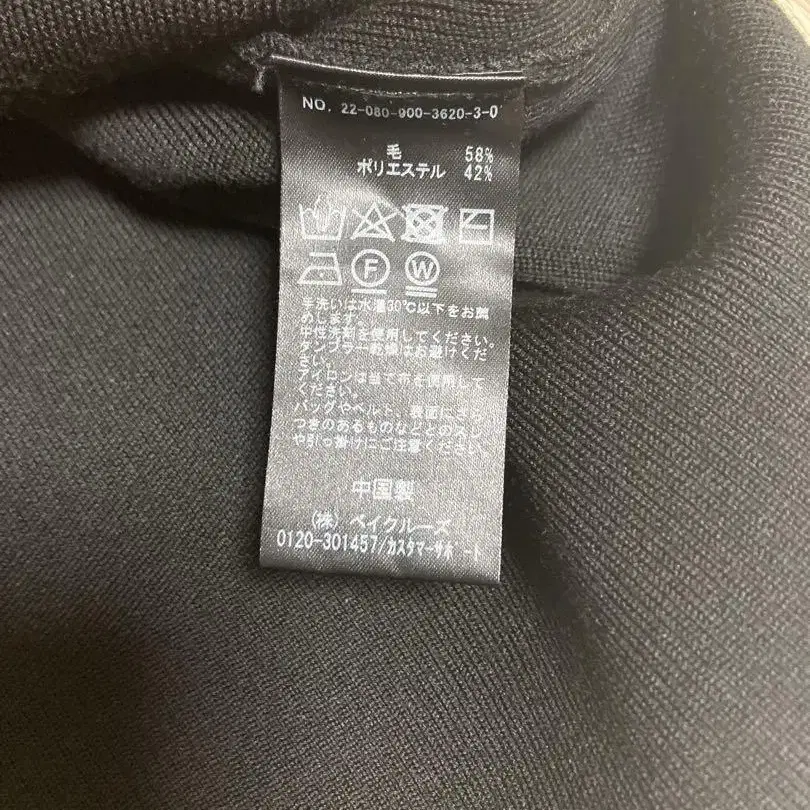 NO. 22-080-900-3620-3-0
毛 58%
ポリエステル 42%
F W
手洗いは水温30℃以下をお薦
めします。
中性洗剤を使用してください。
タンブラー乾燥はお避けくだ
さい。
アイロンは当て布を使用して
ください。
バッグやベルト、表面にざら
つきのあるものなどとのスレ
や引っ掛けにご注意ください。
中国製
(株) ベイクルーズ
0120-301457/カスタマーサポート